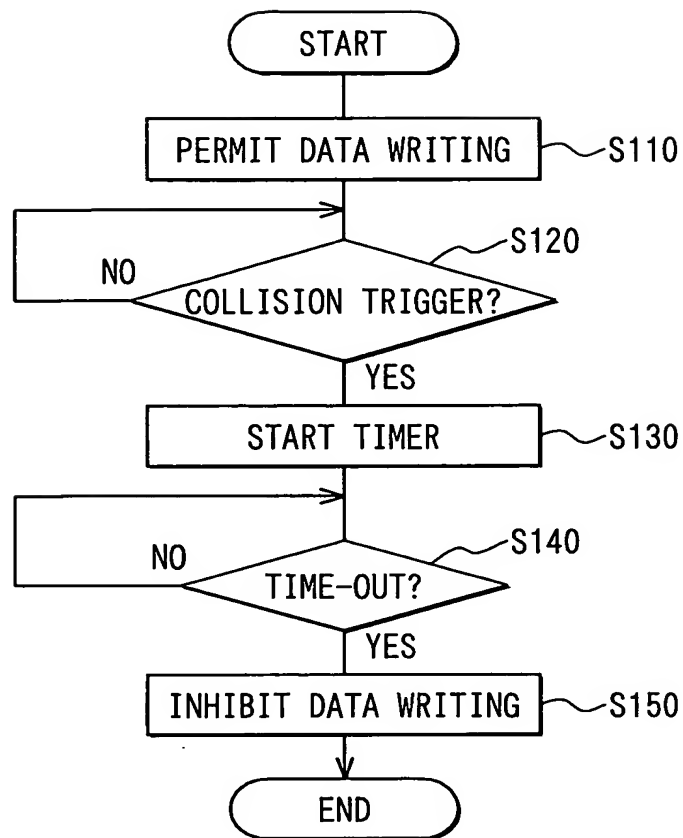 START
PERMIT DATA WRITING
S110
S120
NO
COLLISION TRIGGER?
YES
START TIMER
S130
S140
NO
TIME-OUT?
YES
INHIBIT DATA WRITING
S150
END